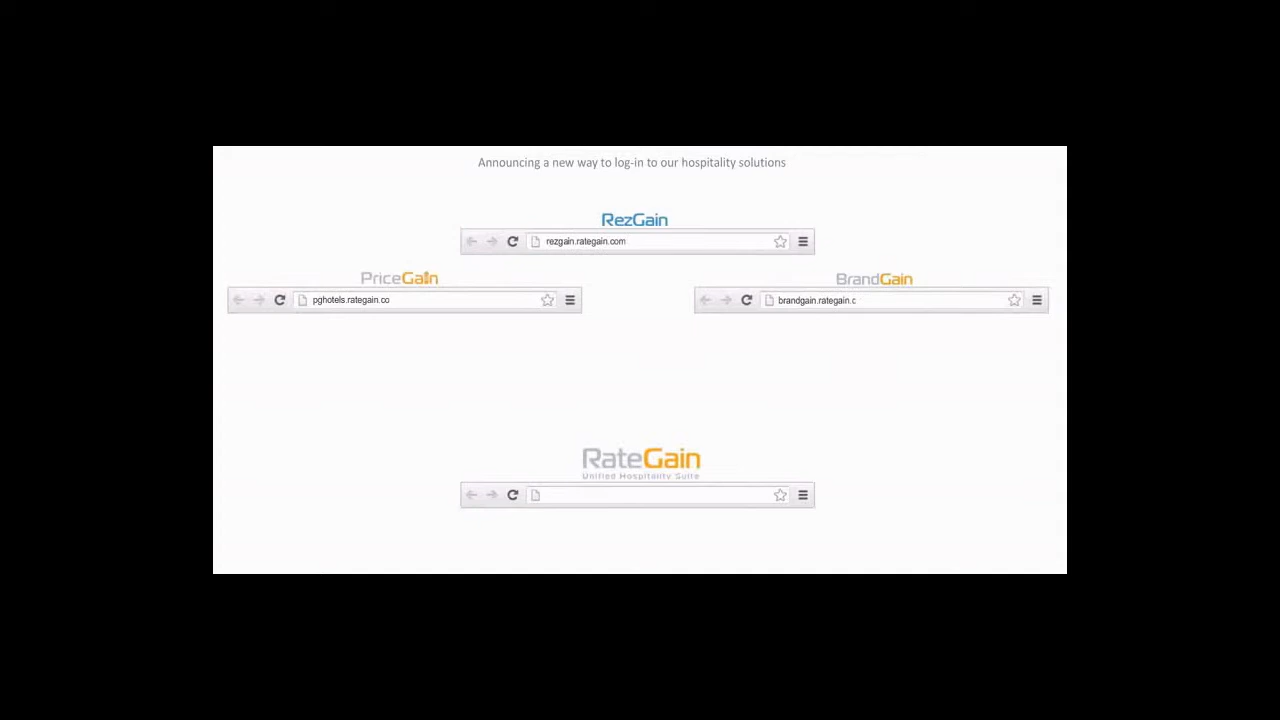 Announcing a new way to log-in to our hospitality solutions
RezGain
rezgain.rategain.com
PriceGain
pghotels.rategain.co
BrandGain
brandgain.rategain.c
RateGain
Unified Hospitality Suite